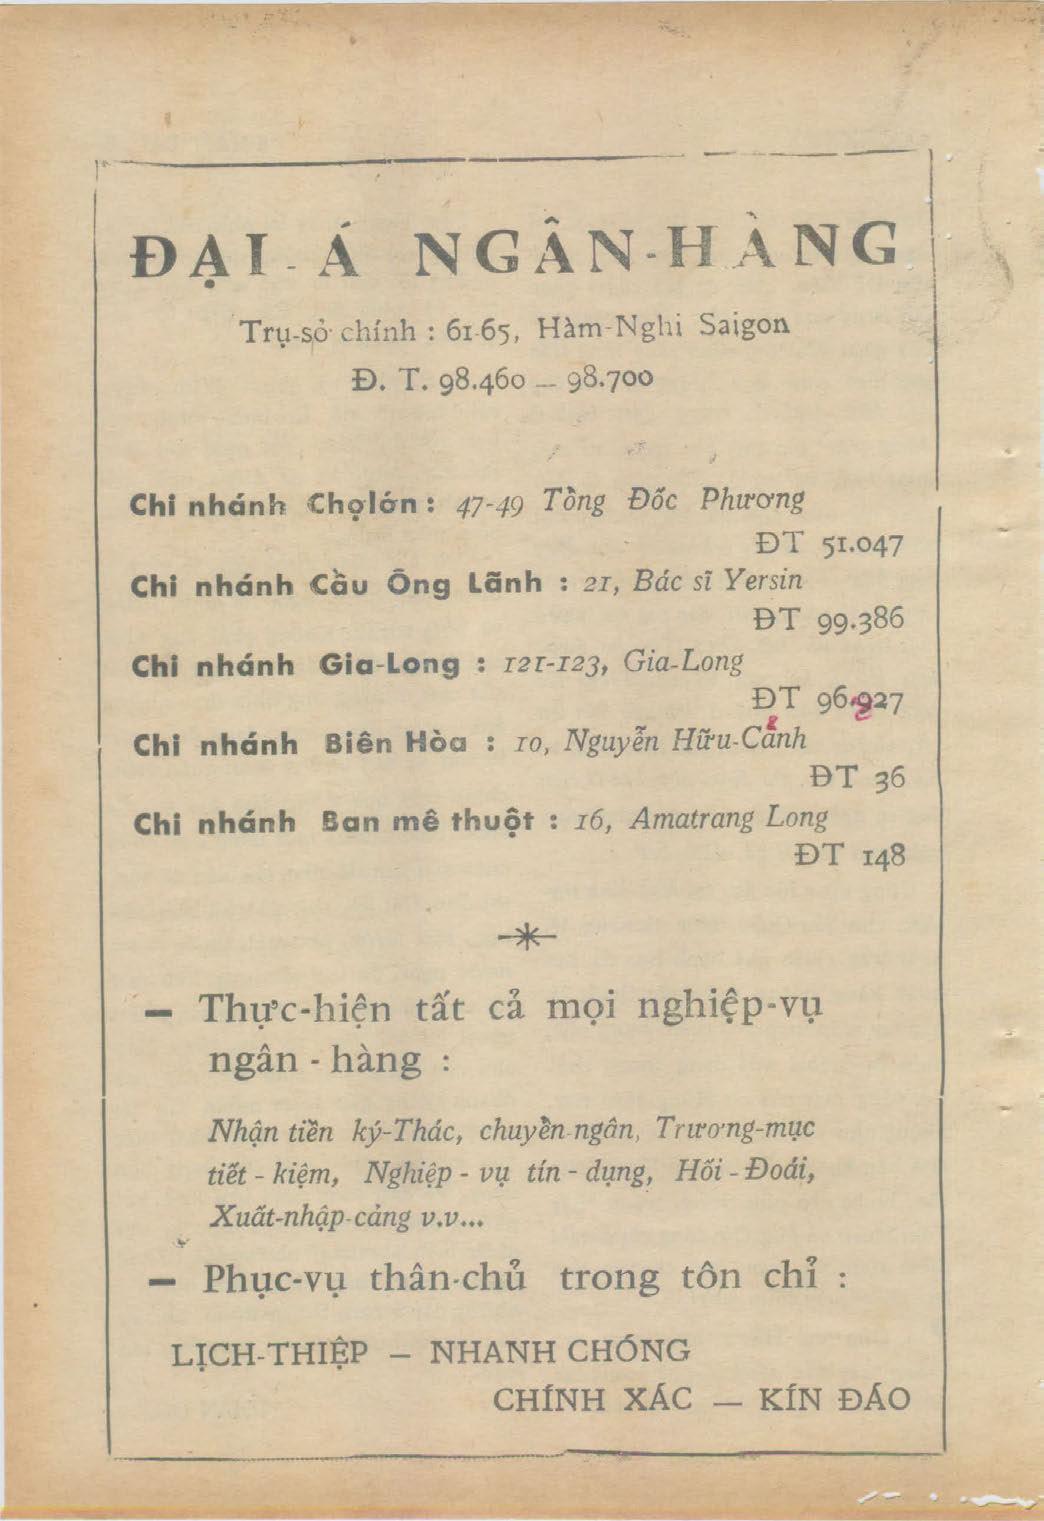 ĐẠI-Á NGÂN-HÀNG
Trụ-sở chính : 61-65, Hàm-Nghi Saigon
Đ. T. 98.460 — 98.700
Chi nhánh Chợlớn : 47-49 Tổng Đốc Phương
ĐT 51.047
Chi nhánh Cầu Ông Lãnh : 21, Bác sĩ Yersin
ĐT 99.386
Chi nhánh Gia-Long : 121-123, Gia-Long
ĐT 96.927
Chi nhánh Biên Hòa : 10, Nguyễn Hữu-Cảnh
ĐT 36
Chi nhánh Ban mê thuột : 16, Amatrang Long
ĐT 148
— Thực-hiện tất cả mọi nghiệp-vụ
ngân - hàng :
Nhận tiền ký-Thác, chuyển-ngân, Trương-mục
tiết - kiệm, Nghiệp - vụ tín - dụng, Hối - Đoái,
Xuất-nhập-cảng v.v...
— Phục-vụ thân-chủ trong tôn chỉ :
LỊCH-THIỆP — NHANH CHÓNG
CHÍNH XÁC — KÍN ĐÁO